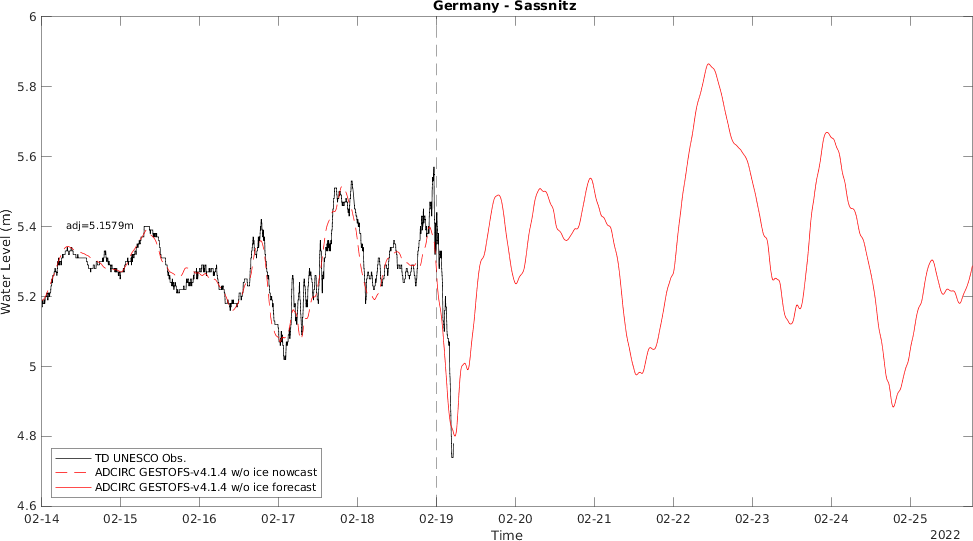 Germany - Sassnitz
6
5.8
5.6
5.4
5.2
5
4.8
4.6
Water Level (m)
adj=5.1579m
TD UNESCO Obs.
ADCIRC GESTOFS-v4.1.4 w/o ice nowcast
ADCIRC GESTOFS-v4.1.4 w/o ice forecast
02-14 02-15 02-16 02-17 02-18 02-19 02-20 02-21 02-22 02-23 02-24 02-25
Time
2022